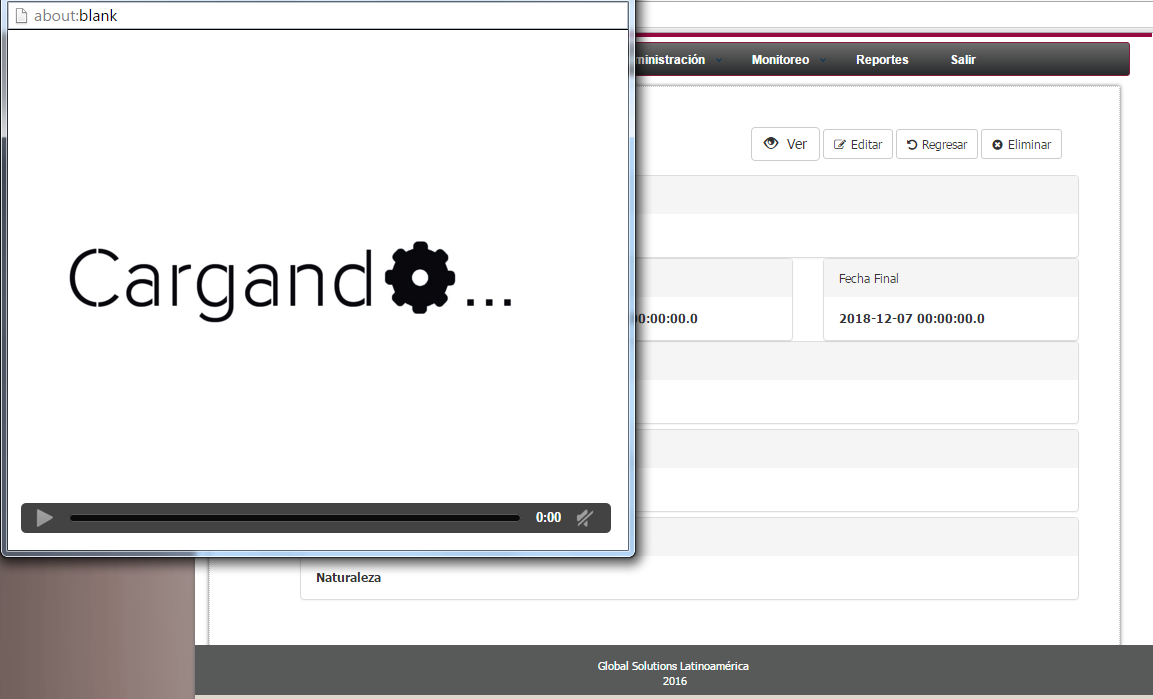 about:blank
Cargand...
0:00
ministración
Monitoreo
Reportes
Salir
Ver
Editar
Regresar
Eliminar
Fecha Final
00:00:00.0
2018-12-07 00:00:00.0
Naturaleza
Global Solutions Latinoamérica
2016